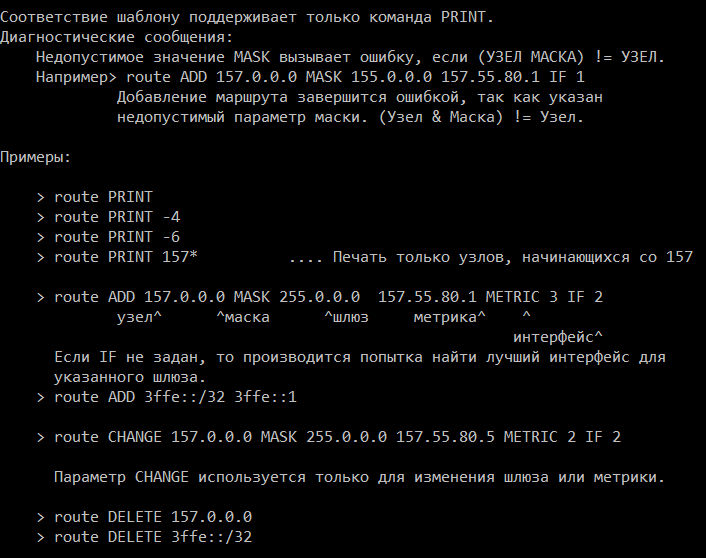 Соответствие шаблону поддерживает только команда PRINT.
Диагностические сообщения:
    Недопустимое значение MASK вызывает ошибку, если (УЗЕЛ МАСКА) != УЗЕЛ.
    Например> route ADD 157.0.0.0 MASK 155.0.0.0 157.55.80.1 IF 1
             Добавление маршрута завершится ошибкой, так как указан
             недопустимый параметр маски. (Узел & Маска) != Узел.

Примеры:

    > route PRINT
    > route PRINT -4
    > route PRINT -6
    > route PRINT 157*          .... Печать только узлов, начинающихся со 157

    > route ADD 157.0.0.0 MASK 255.0.0.0  157.55.80.1 METRIC 3 IF 2
             узел^      ^маска      ^шлюз     метрика^    ^
                                                         интерфейс^
      Если IF не задан, то производится попытка найти лучший интерфейс для
      указанного шлюза.
    > route ADD 3ffe::/32 3ffe::1

    > route CHANGE 157.0.0.0 MASK 255.0.0.0 157.55.80.5 METRIC 2 IF 2

      Параметр CHANGE используется только для изменения шлюза или метрики.

    > route DELETE 157.0.0.0
    > route DELETE 3ffe::/32